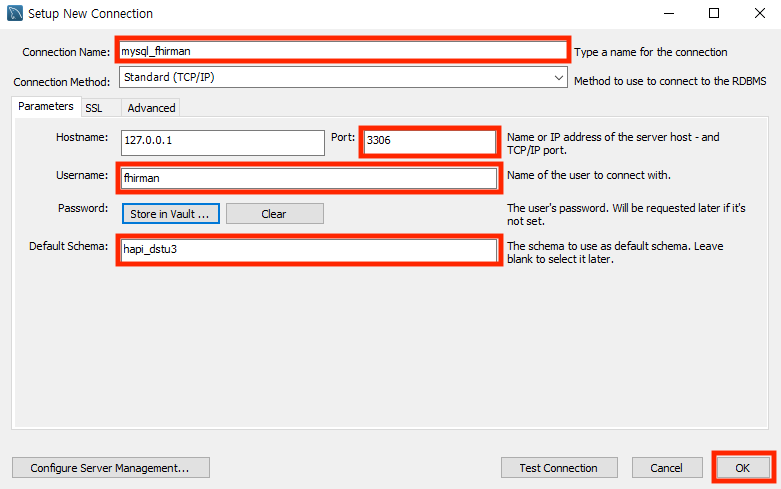 Setup New Connection
Connection Name: mysql_fhirman Type a name for the connection
Connection Method: Standard (TCP/IP) Method to use to connect to the RDBMS
Parameters SSL Advanced
Hostname: 127.0.0.1 Port: 3306 Name or IP address of the server host - and
TCP/IP port.
Username: fhirman Name of the user to connect with.
Password: Store in Vault ... Clear The user's password. Will be requested later if it's
not set.
Default Schema: hapi_dstu3 The schema to use as default schema. Leave
blank to select it later.
Configure Server Management... Test Connection Cancel OK